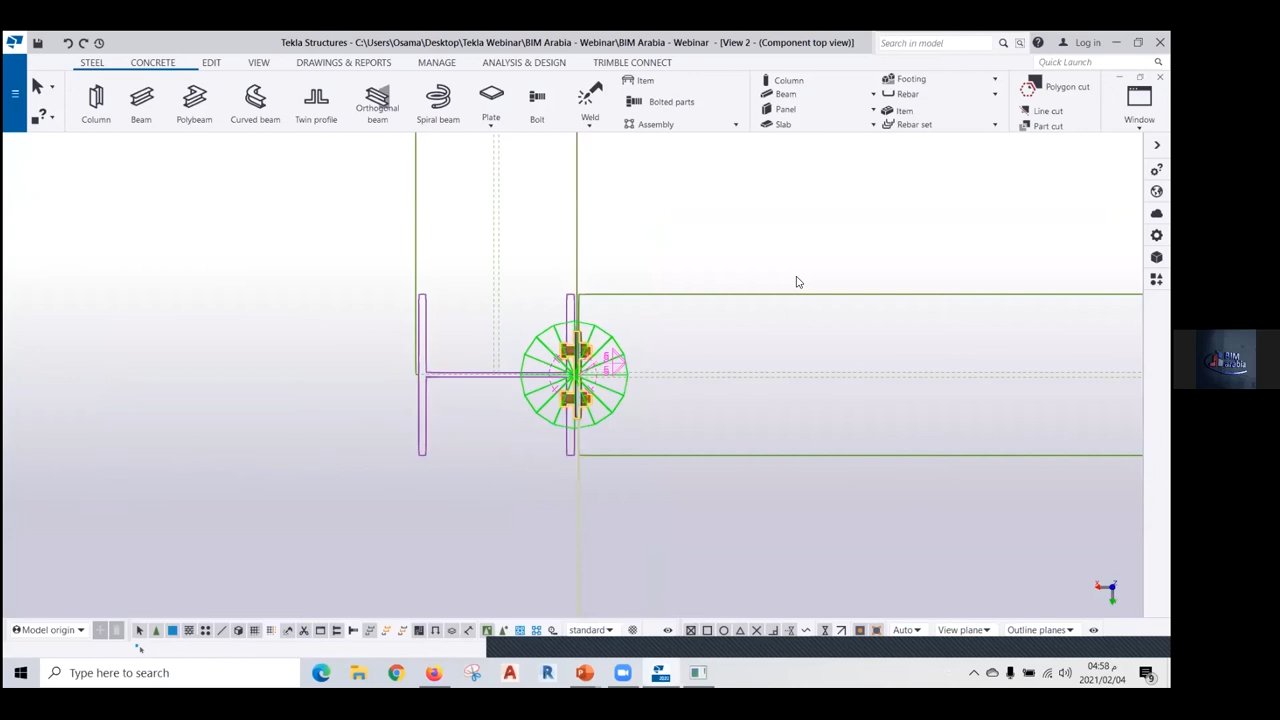 Tekla Structures - C:\Users\Osama\Desktop\Tekla Webinar\BIM Arabia - Webinar\BIM Arabia - Webinar - [View 2 - (Component top view)]
Search in model
Log in
STEEL CONCRETE EDIT VIEW DRAWINGS & REPORTS MANAGE ANALYSIS & DESIGN TRIMBLE CONNECT
Quick Launch
Column
Beam
Polybeam
Curved beam
Twin profile
Orthogonal
beam
Spiral beam
Plate
Bolt
Weld
Item
Bolted parts
Assembly
Column
Beam
Panel
Slab
Footing
Rebar
Item
Rebar set
Polygon cut
Line cut
Part cut
Window
BIM
arabia
Model origin
standard
Auto
View plane
Outline planes
Type here to search
04:58 م
2021/02/04